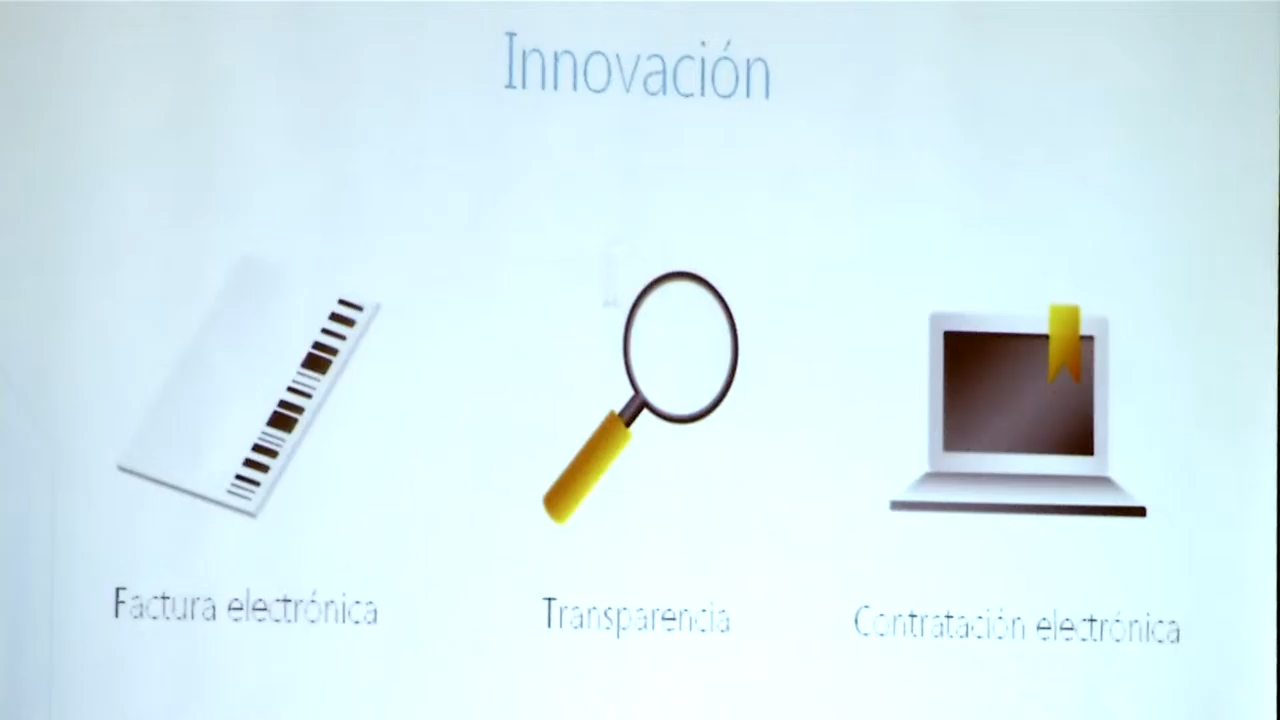 Innovación
Factura electrónica
Transparencia
Contratación electrónica